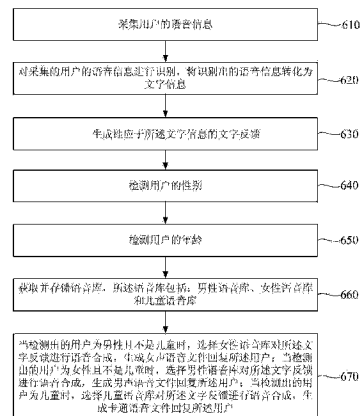 采集用户的语音信息
610
对采集的用户的语音信息进行识别，将识别出的语音信息转化为
文字信息
620
生成对应于所述文字信息的文字反馈
630
检测用户的性别
640
检测用户的年龄
650
获取并存储语音库，所述语音库包括：男性语音库、女性语音库
和儿童语音库
660
当检测出的用户为男性且不是儿童时，选择女性语音库对所述文
字反馈进行语音合成，生成女声语音文件回复所述用户；当检测
出的用户为女性且不是儿童时，选择男性语音库对所述文字反馈
进行语音合成，生成男声语音文件回复所述用户；当检测出的用户
为儿童时，选择儿童语音库对所述文字反馈进行语音合成，生
成卡通语音文件回复所述用户
670